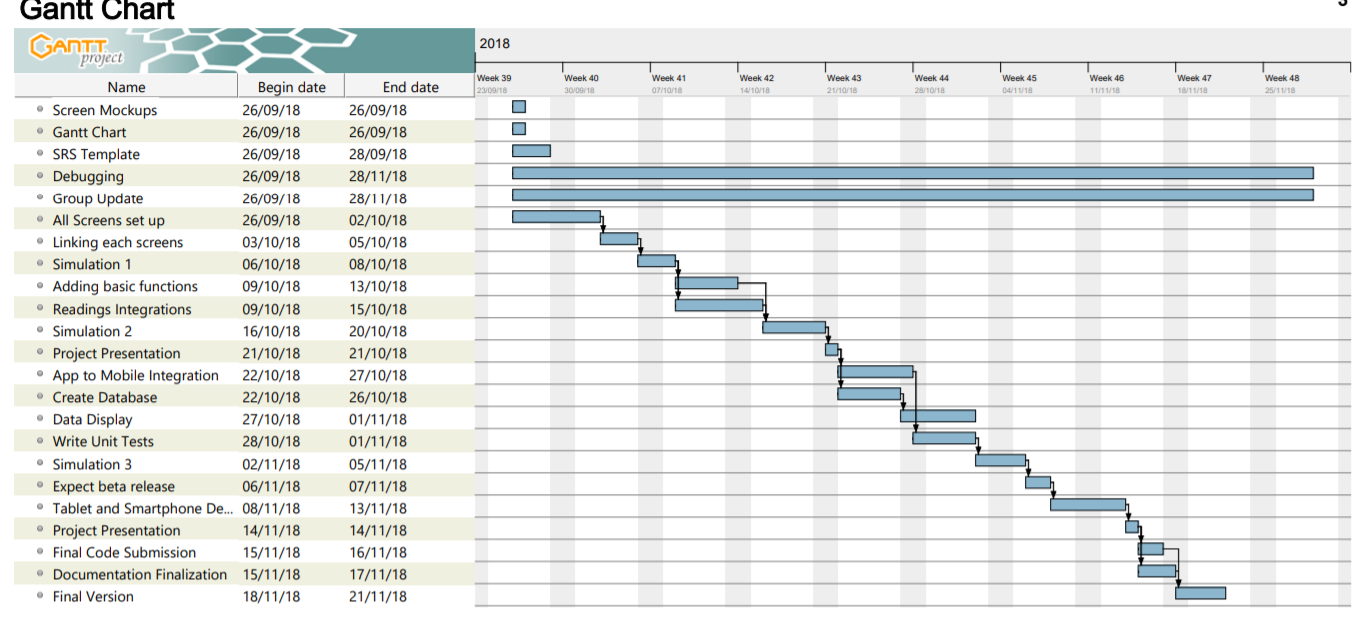 Gantt Chart
3
GANTT
project
2018
Week 39 Week 40 Week 41 Week 42 Week 43 Week 44 Week 45 Week 46 Week 47 Week 48
Name Begin date End date
23/09/18 30/09/18 07/10/18 14/10/18 21/10/18 28/10/18 04/11/18 11/11/18 18/11/18 25/11/18
Screen Mockups 26/09/18 26/09/18
Gantt Chart 26/09/18 26/09/18
SRS Template 26/09/18 28/09/18
Debugging 26/09/18 28/11/18
Group Update 26/09/18 28/11/18
All Screens set up 26/09/18 02/10/18
Linking each screens 03/10/18 05/10/18
Simulation 1 06/10/18 08/10/18
Adding basic functions 09/10/18 13/10/18
Readings Integrations 09/10/18 15/10/18
Simulation 2 16/10/18 20/10/18
Project Presentation 21/10/18 21/10/18
App to Mobile Integration 22/10/18 27/10/18
Create Database 22/10/18 26/10/18
Data Display 27/10/18 01/11/18
Write Unit Tests 28/10/18 01/11/18
Simulation 3 02/11/18 05/11/18
Expect beta release 06/11/18 07/11/18
Tablet and Smartphone De... 08/11/18 13/11/18
Project Presentation 14/11/18 14/11/18
Final Code Submission 15/11/18 16/11/18
Documentation Finalization 15/11/18 17/11/18
Final Version 18/11/18 21/11/18